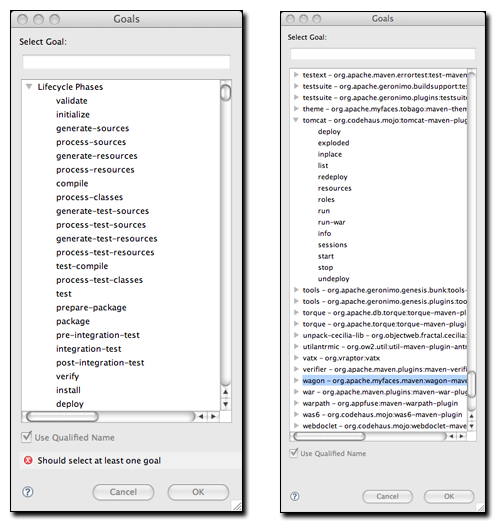 Goals
Select Goal:
Lifecycle Phases
validate
initialize
generate-sources
process-sources
generate-resources
process-resources
compile
process-classes
generate-test-sources
process-test-sources
generate-test-resources
process-test-resources
test-compile
process-test-classes
test
prepare-package
package
pre-integration-test
integration-test
post-integration-test
verify
install
deploy
Use Qualified Name
Should select at least one goal
?
Cancel
OK
Goals
Select Goal:
testext - org.apache.maven.errortest:test-maven
testsuite - org.apache.geronimo.buildsupport:tes
testsuite - org.apache.geronimo.plugins:testsuite
theme - org.apache.myfaces.tobago:maven-them
tomcat - org.codehaus.mojo:tomcat-maven-plug
deploy
exploded
inplace
list
redeploy
resources
roles
run
run-war
info
sessions
start
stop
undeploy
tools - org.apache.geronimo.genesis.bunk:tools-
tools - org.apache.geronimo.genesis.plugins:tool
torque - org.apache.db.torque:torque-maven-plu
torque - org.apache.torque:torque-maven-plugin
unpack-cecilia-lib - org.objectweb.fractal.cecilia:
utilantrmic - org.ow2.util:util-maven-plugin-antr
vatx - org.vraptor:vatx
verifier - org.apache.maven.plugins:maven-verifi
wagon - org.apache.myfaces.maven:wagon-mave
war - org.apache.maven.plugins:maven-war-plug
warpath - org.appfuse:maven-warpath-plugin
was6 - org.codehaus.mojo:was6-maven-plugin
webdoclet - org.codehaus.mojo:webdoclet-maven
Use Qualified Name
?
Cancel
OK